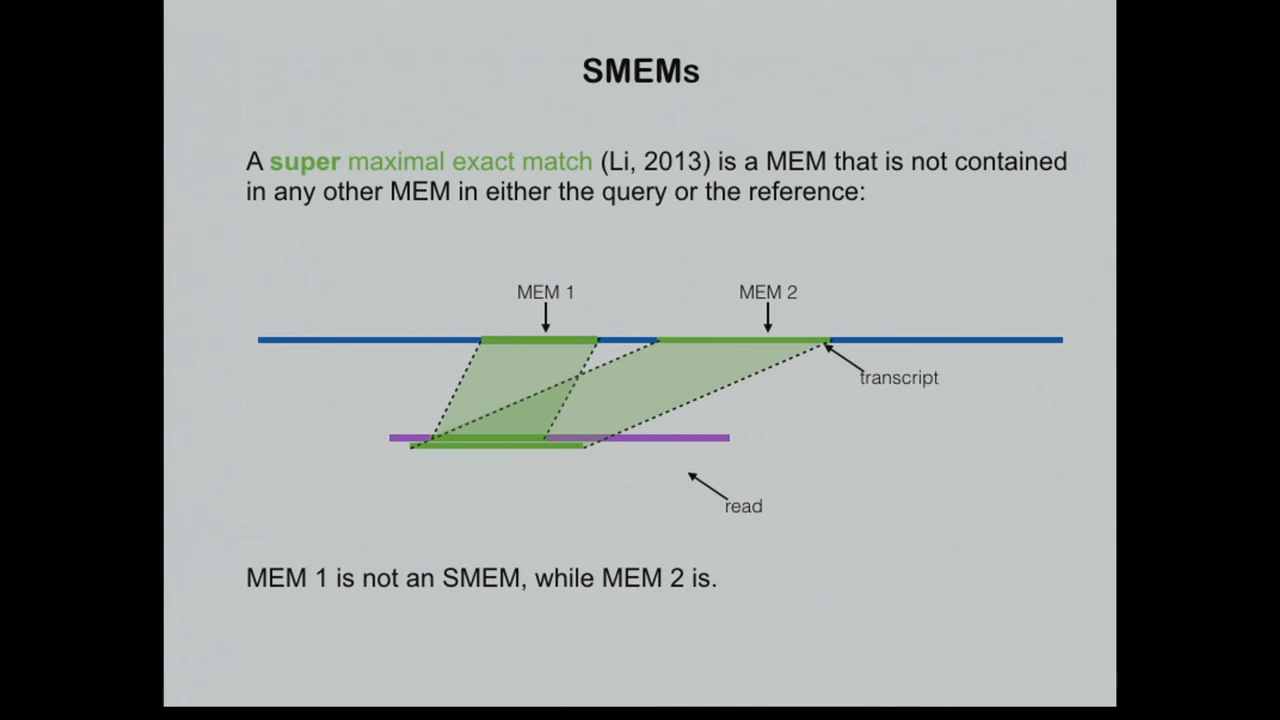 SMEMs
A super maximal exact match (Li, 2013) is a MEM that is not contained
in any other MEM in either the query or the reference:
MEM 1
MEM 2
transcript
read
MEM 1 is not an SMEM, while MEM 2 is.